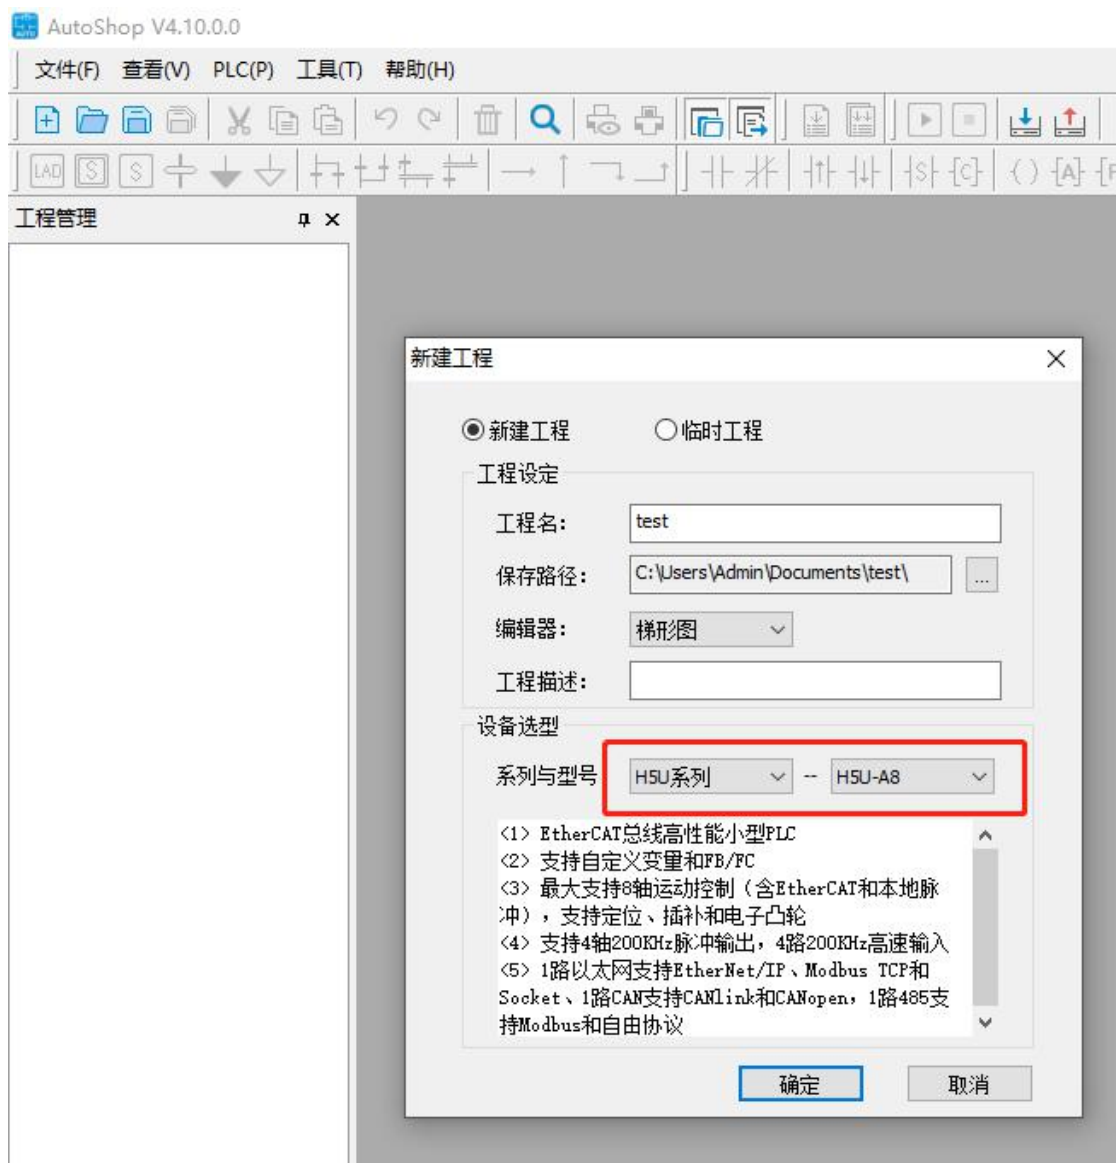 AutoShop V4.10.0.0
文件(F) 查看(V) PLC(P) 工具(T) 帮助(H)
LAD S S S C ( ) A
工程管理
新建工程
新建工程 临时工程
工程设定
工程名: test
保存路径: C:\Users\Admin\Documents\test\ ...
编辑器: 梯形图
工程描述:
设备选型
系列与型号 H5U系列 -- H5U-A8
<1> EtherCAT总线高性能小型PLC
<2> 支持自定义变量和FB/FC
<3> 最大支持8轴运动控制（含EtherCAT和本地脉
冲），支持定位、插补和电子凸轮
<4> 支持4轴200KHz脉冲输出，4路200KHz高速输入
<5> 1路以太网支持EtherNet/IP、Modbus TCP和
Socket、1路CAN支持CANlink和CANopen，1路485支
持Modbus和自由协议
确定 取消